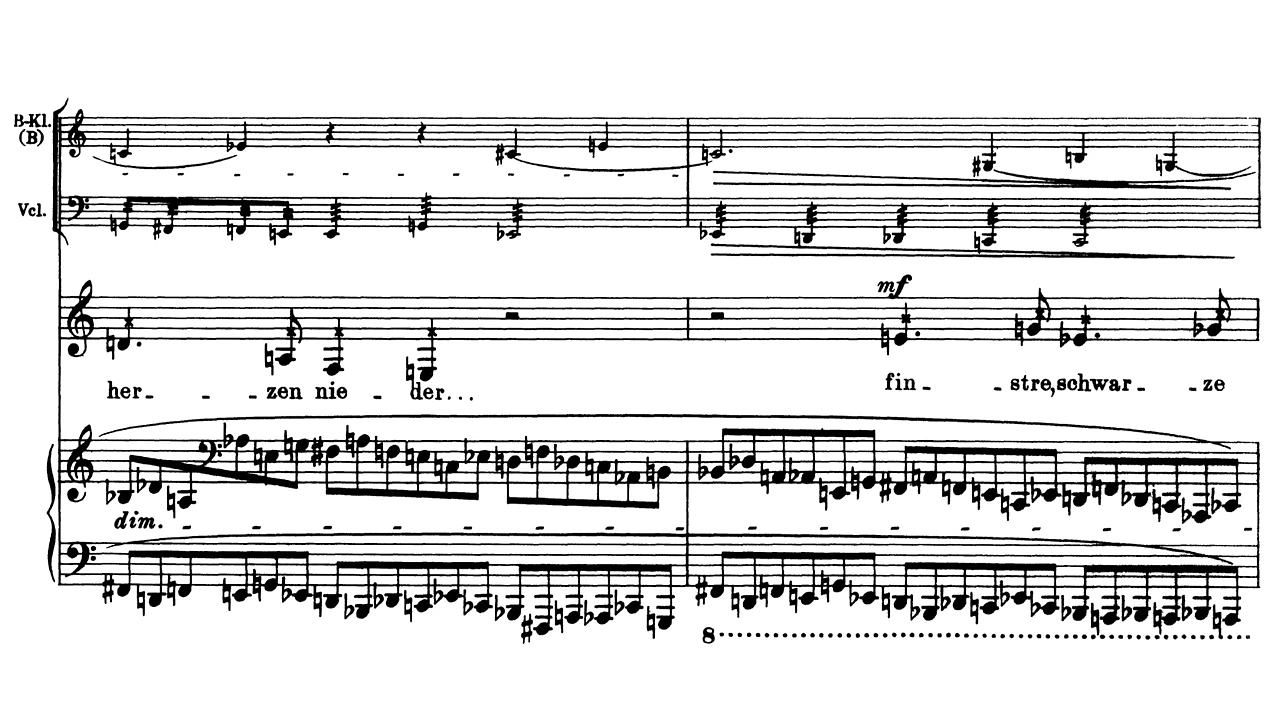 B-Kl.
(B)
Vcl.
mf
her- - - zen nie - der...
fin- - stre, schwar- - ze
dim. - - - - - - - - - - - - - - -
8